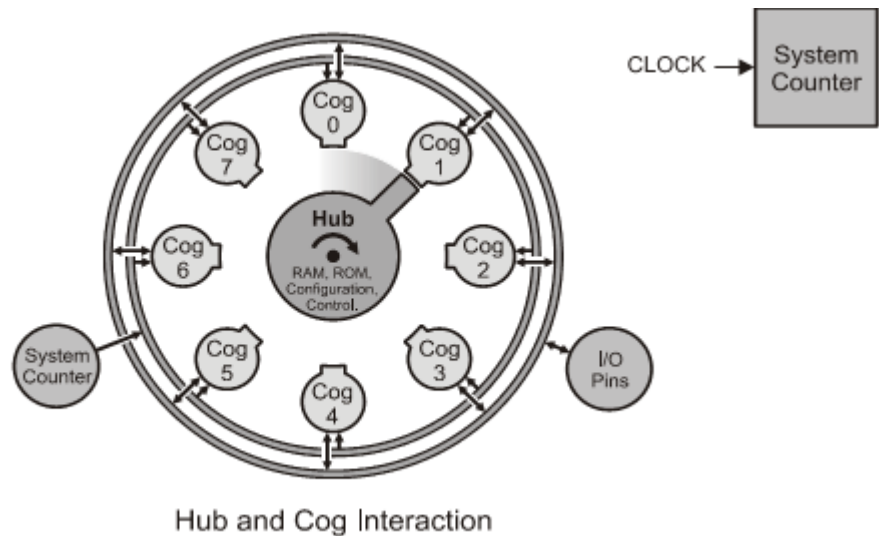 CLOCK
System
Counter
Cog
0
Cog
1
Cog
2
Cog
3
Cog
4
Cog
5
Cog
6
Cog
7
Hub
RAM, ROM,
Configuration,
Control.
System
Counter
I/O
Pins
Hub and Cog Interaction